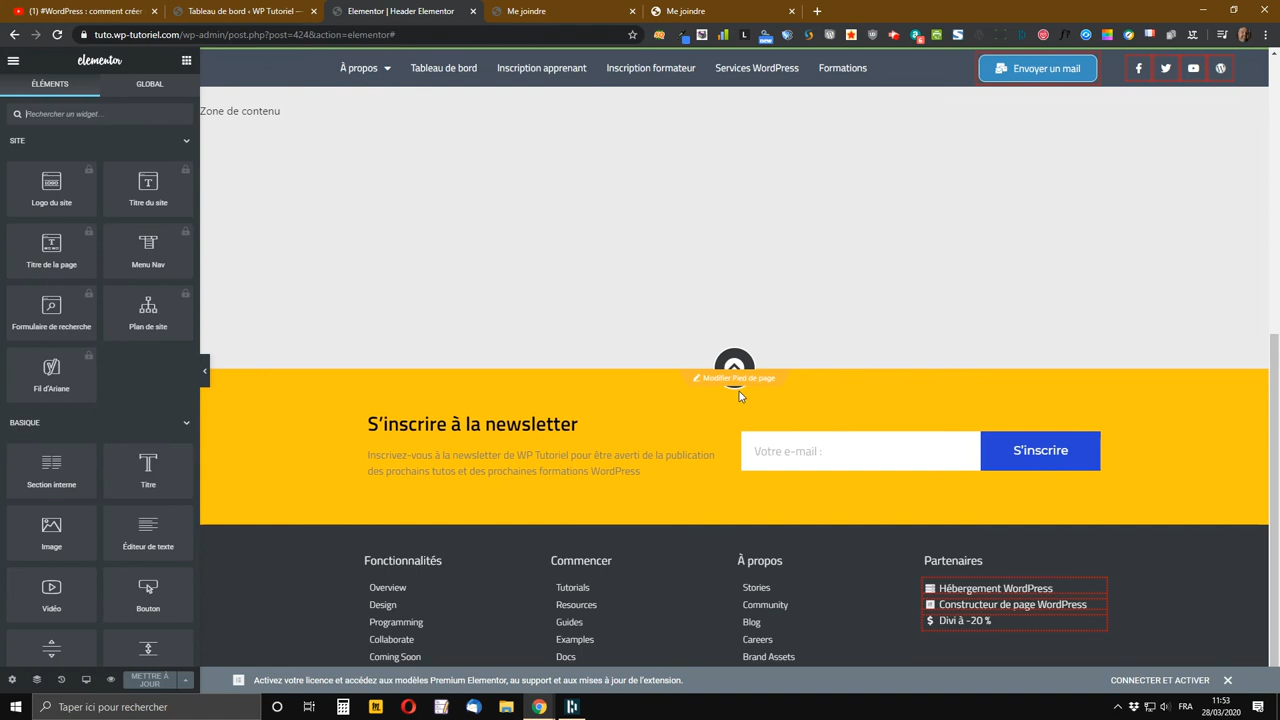 (1) #WordPress : comment créer
Tableau de bord ‹ WP Tutoriel —
Elementor | Header Elementor
Me joindre
Me joindre
tuto.wp-tutoriel.com/wp-admin/post.php?post=424&action=elementor#
elementor
À propos
Tableau de bord
Inscription apprenant
Inscription formateur
Services WordPress
Formations
Envoyer un mail
ÉLÉMENTS
GLOBAL
Rechercher un widget...
SITE
Logo du site
Titre du site
Titre de la page
Menu Nav
Formulaire de recherche
Plan de site
Fil d'Ariane
BASIQUE
Section interne
Titre
Image
Éditeur de texte
Vidéo
Bouton
METTRE À
JOUR
Zone de contenu
Modifier Pied de page
S'inscrire à la newsletter
Inscrivez-vous à la newsletter de WP Tutoriel pour être averti de la publication
des prochains tutos et des prochaines formations WordPress
Votre e-mail :
S'inscrire
Fonctionnalités
Overview
Design
Programming
Collaborate
Coming Soon
Commencer
Tutorials
Resources
Guides
Examples
Docs
À propos
Stories
Community
Blog
Careers
Brand Assets
Partenaires
Hébergement WordPress
Constructeur de page WordPress
Divi à -20 %
Activez votre licence et accédez aux modèles Premium Elementor, au support et aux mises à jour de l'extension.
CONNECTER ET ACTIVER
Taper ici pour rechercher
FRA
11:53
28/03/2020